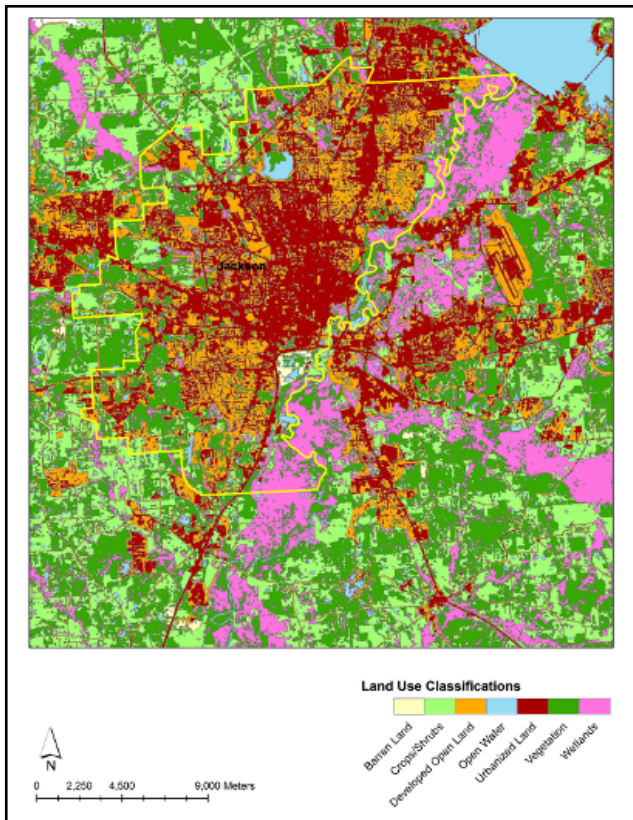 Jackson
Land Use Classifications
Barren Land
Crops/Shrubs
Developed Open Land
Open Water
Urbanized Land
Vegetation
Wetlands
N
0 2,250 4,500 9,000 Meters